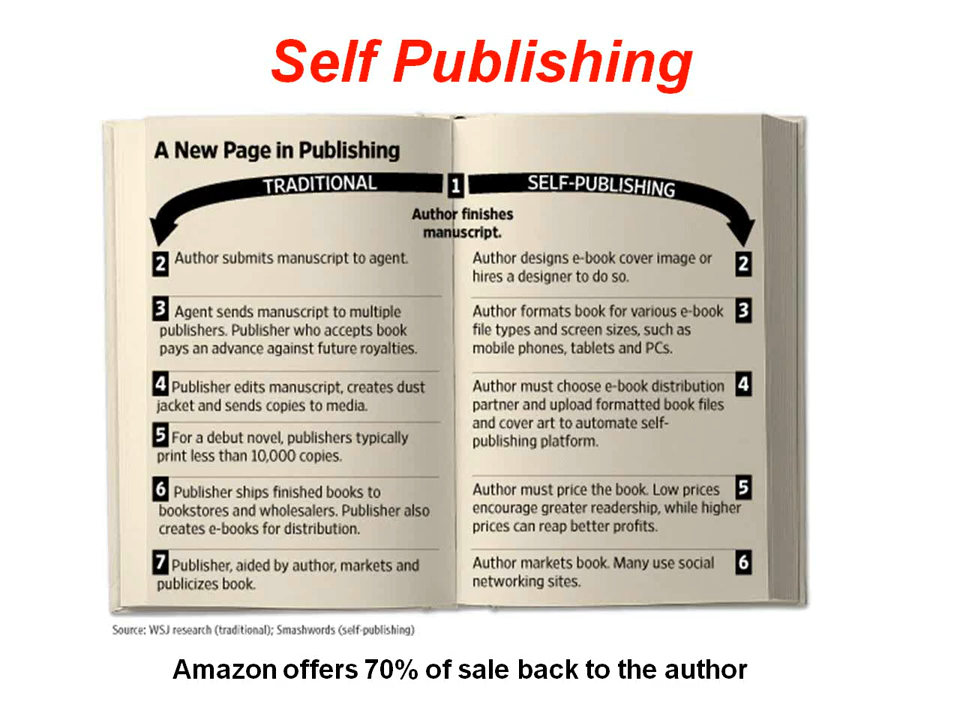 Self Publishing
A New Page in Publishing
TRADITIONAL
1
SELF-PUBLISHING
Author finishes
manuscript.
2 Author submits manuscript to agent.
3 Agent sends manuscript to multiple
publishers. Publisher who accepts book
pays an advance against future royalties.
4 Publisher edits manuscript, creates dust
jacket and sends copies to media.
5 For a debut novel, publishers typically
print less than 10,000 copies.
6 Publisher ships finished books to
bookstores and wholesalers. Publisher also
creates e-books for distribution.
7 Publisher, aided by author, markets and
publicizes book.
Author designs e-book cover image or 2
hires a designer to do so.
Author formats book for various e-book 3
file types and screen sizes, such as
mobile phones, tablets and PCs.
Author must choose e-book distribution 4
partner and upload formatted book files
and cover art to automate self-
publishing platform.
Author must price the book. Low prices 5
encourage greater readership, while higher
prices can reap better profits.
Author markets book. Many use social 6
networking sites.
Source: WSJ research (traditional); Smashwords (self-publishing)
Amazon offers 70% of sale back to the author